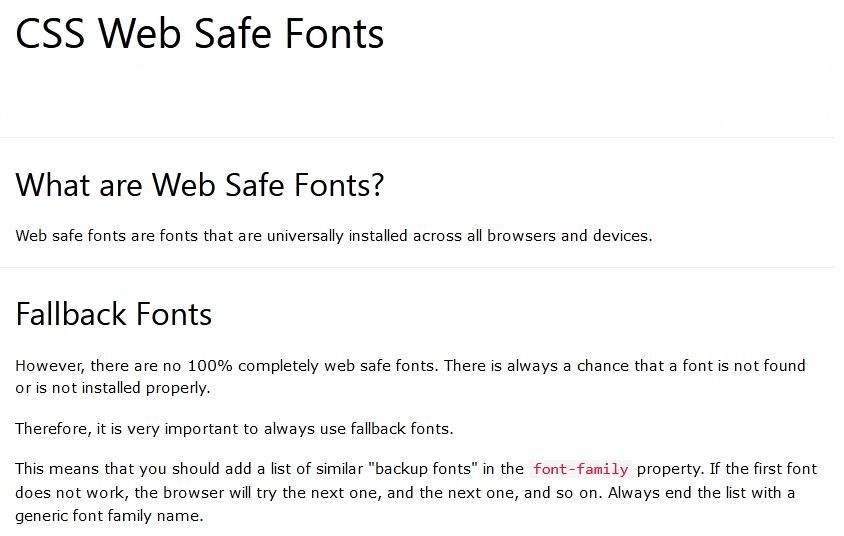 CSS Web Safe Fonts
What are Web Safe Fonts?
Web safe fonts are fonts that are universally installed across all browsers and devices.
Fallback Fonts
However, there are no 100% completely web safe fonts. There is always a chance that a font is not found
or is not installed properly.
Therefore, it is very important to always use fallback fonts.
This means that you should add a list of similar "backup fonts" in the font-family property. If the first font
does not work, the browser will try the next one, and the next one, and so on. Always end the list with a
generic font family name.